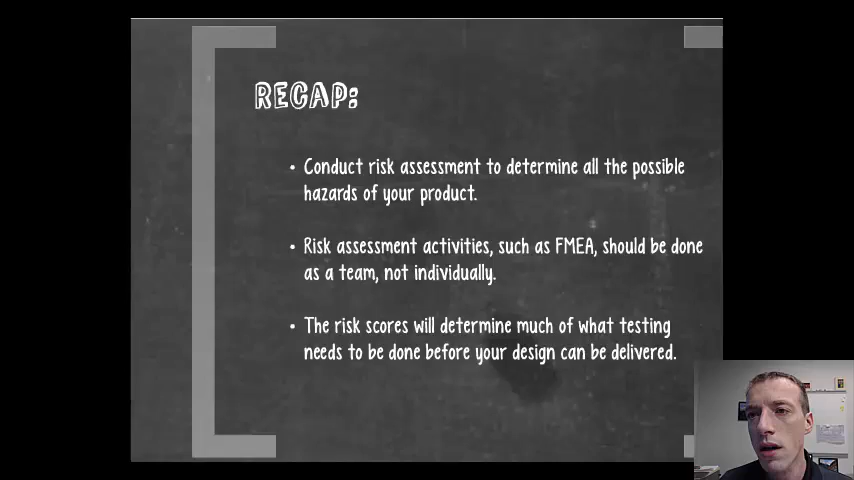 RECAP:
• Conduct risk assessment to determine all the possible
hazards of your product.
• Risk assessment activities, such as FMEA, should be done
as a team, not individually.
• The risk scores will determine much of what testing
needs to be done before your design can be delivered.